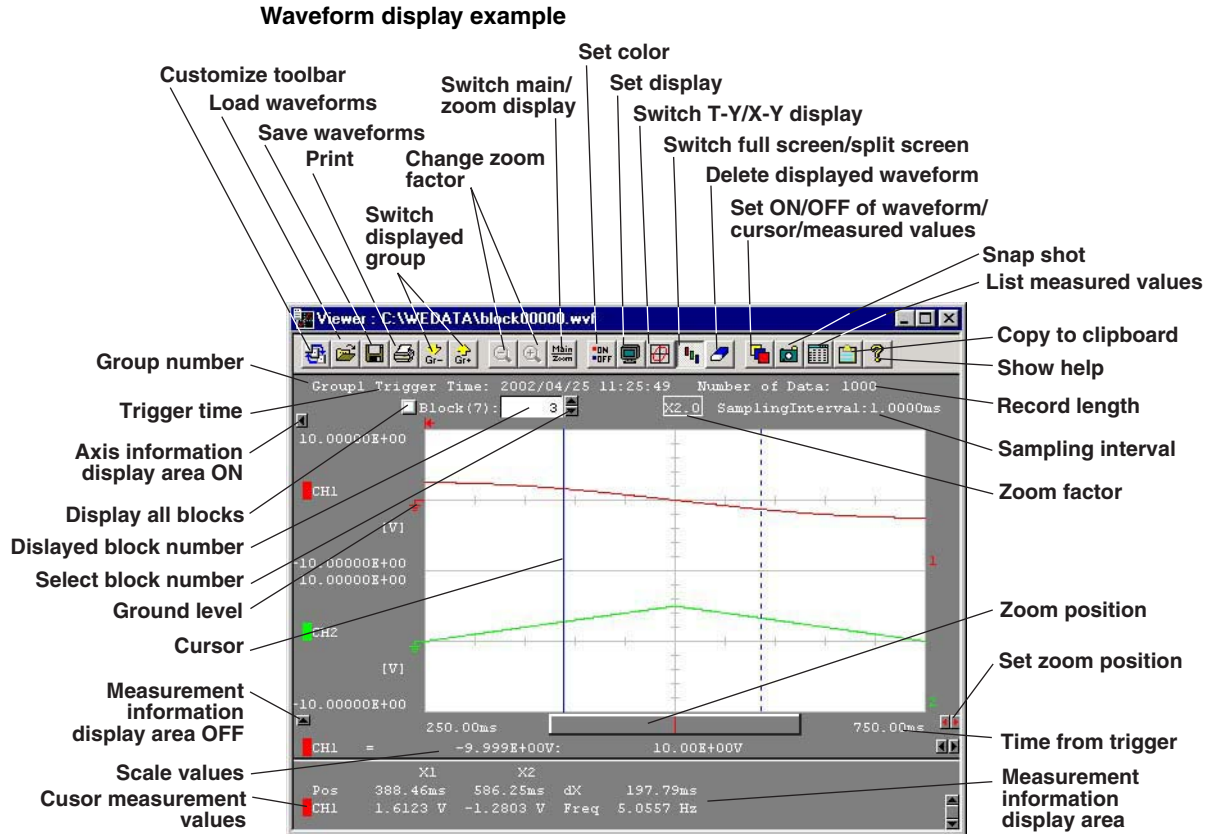 Waveform display example
Set color
Customize toolbar
Switch main/
zoom display
Set display
Load waveforms
Switch T-Y/X-Y display
Save waveforms
Switch full screen/split screen
Print
Change zoom
factor
Delete displayed waveform
Switch
displayed
group
Set ON/OFF of waveform/
cursor/measured values
Snap shot
List measured values
Viewer : C:\WEDATA\block00000.wvf
Copy to clipboard
Gr-
Gr+
Main
Zoom
ON
OFF
Show help
Group number
Group1 Trigger Time: 2002/04/25 11:25:49 Number of Data: 1000
Record length
Trigger time
Block(7): 3
X2.0 SamplingInterval:1.0000ms
Axis information
display area ON
10.00000E+00
Sampling interval
CH1
Zoom factor
Display all blocks
[V]
Dislayed block number
-10.00000E+00
1
Select block number
10.00000E+00
Ground level
Zoom position
CH2
Cursor
[V]
Set zoom position
Measurement
information
display area OFF
-10.00000E+00
2
250.00ms
750.00ms
Time from trigger
CH1 = -9.999E+00V: 10.00E+00V
Scale values
X1 X2
Measurement
information
display area
Pos 388.46ms 586.25ms dX 197.79ms
Cusor measurement
values
CH1 1.6123 V -1.2803 V Freq 5.0557 Hz